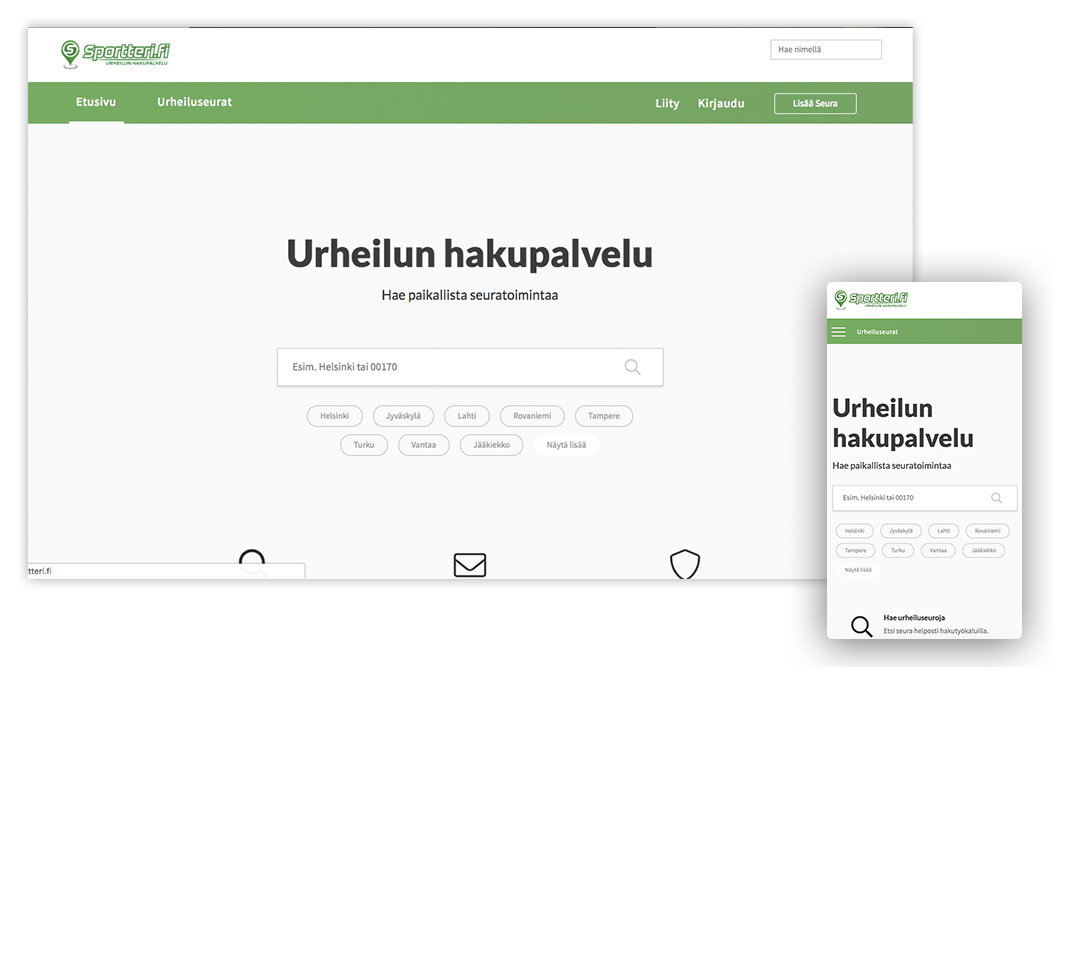 Sportteri.fi
URHEILUN HAKUPALVELU
Hae nimellä
Etusivu Urheiluseurat Liity Kirjaudu Lisää Seura
Urheilun hakupalvelu
Hae paikallista seuratoimintaa
Esim. Helsinki tai 00170
Helsinki Jyväskylä Lahti Rovaniemi Tampere
Turku Vantaa Jääkiekko Näytä lisää
tteri.fi
Sportteri.fi
URHEILUN HAKUPALVELU
Urheiluseurat
Urheilun
hakupalvelu
Hae paikallista seuratoimintaa
Esim. Helsinki tai 00170
Helsinki Jyväskylä Lahti Rovaniemi
Tampere Turku Vantaa Jääkiekko
Näytä lisää
Hae urheiluseuroja
Etsi seura helposti hakutyökaluilla.